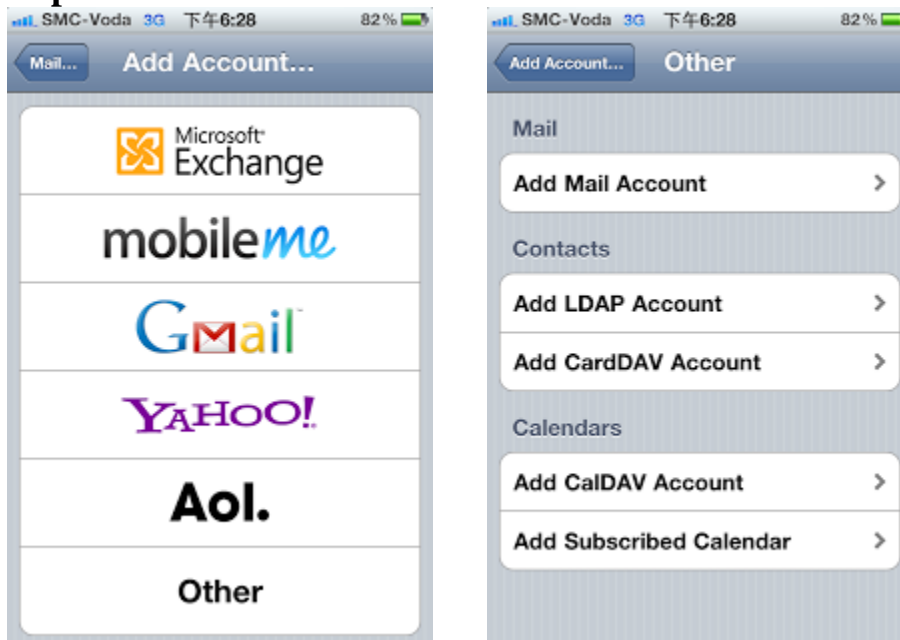 SMC-Voda 3G 下午6:28 82%
Mail... Add Account...
Microsoft®
Exchange
mobileme
Gmail™
YAHOO!
Aol.
Other
SMC-Voda 3G 下午6:28 82%
Add Account... Other
Mail
Add Mail Account
Contacts
Add LDAP Account
Add CardDAV Account
Calendars
Add CalDAV Account
Add Subscribed Calendar